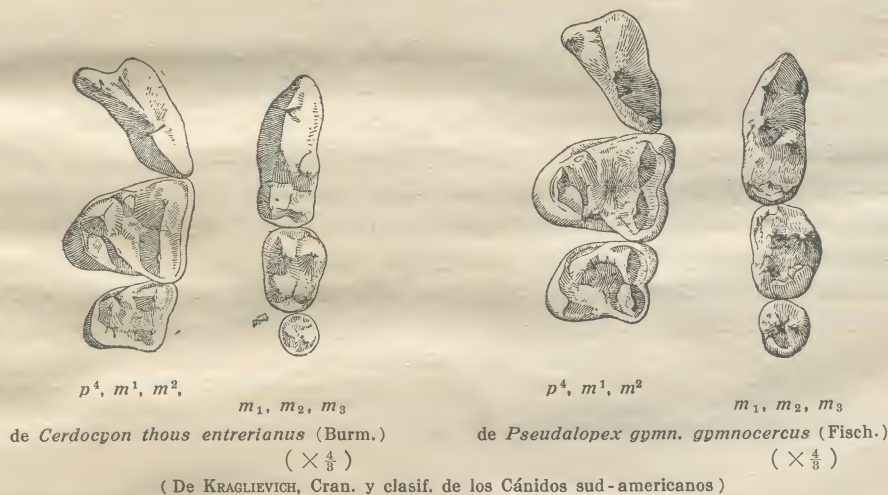 p⁴, m¹, m²,
m₁, m₂, m₃
de Cerdocyon thous entrerianus (Burm.)
(×4/3)
p⁴, m¹, m²
m₁, m₂, m₃
de Pseudalopex gymn. gymnocercus (Fisch.)
(×4/3)
(De KRAGLIEVICH, Cran. y clasif. de los Cánidos sud-americanos)